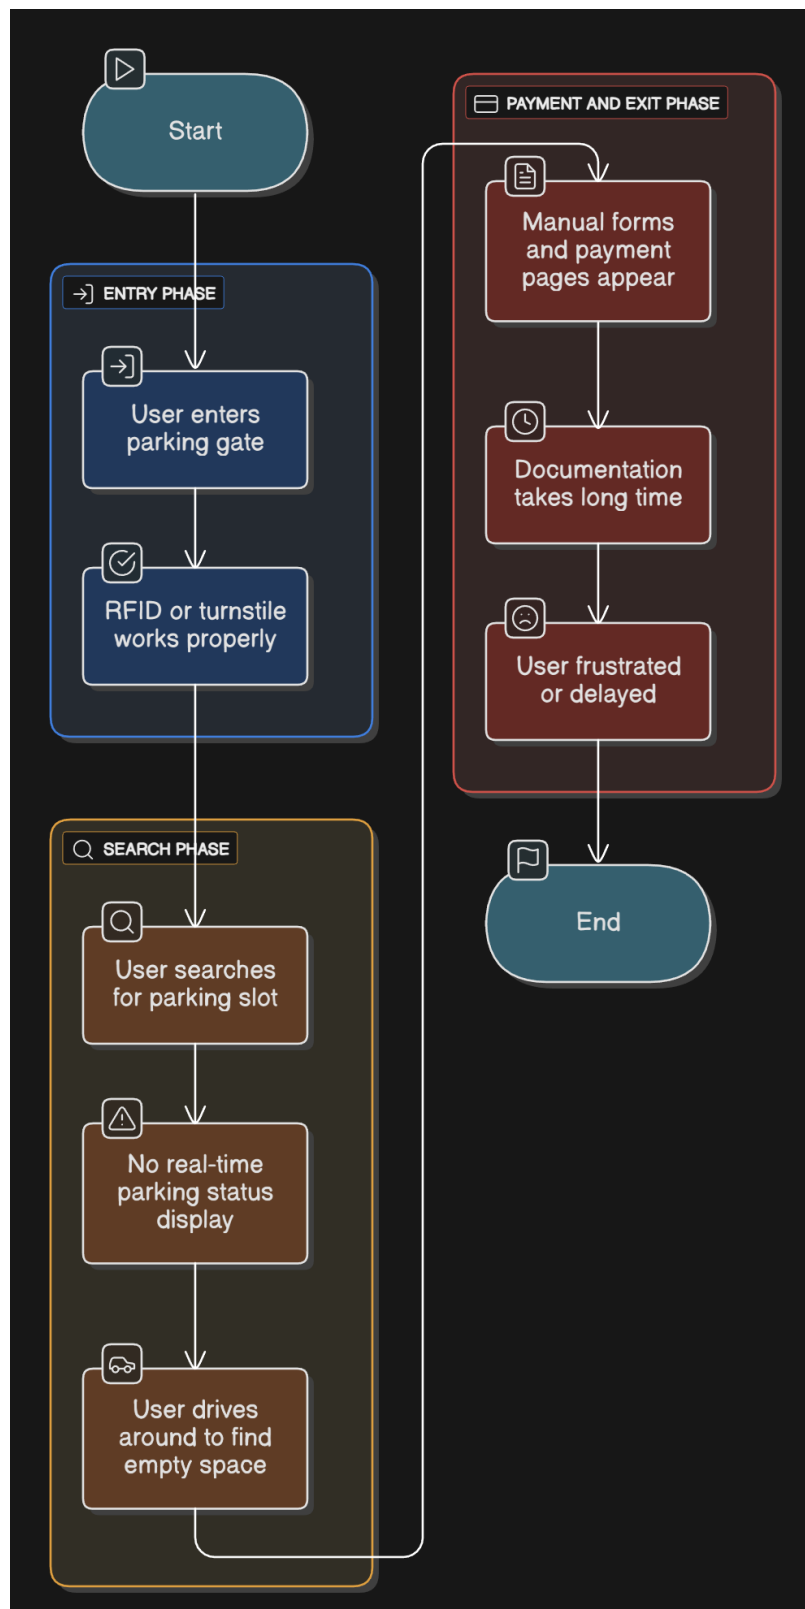 Start
ENTRY PHASE
User enters
parking gate
RFID or turnstile
works properly
SEARCH PHASE
User searches
for parking slot
No real-time
parking status
display
User drives
around to find
empty space
PAYMENT AND EXIT PHASE
Manual forms
and payment
pages appear
Documentation
takes long time
User frustrated
or delayed
End